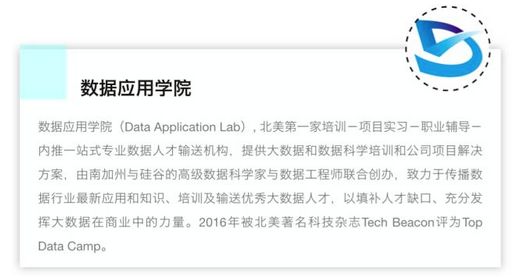 数据应用学院
数据应用学院（Data Application Lab）, 北美第一家培训－项目实习－职业辅导－
内推一站式专业数据人才输送机构，提供大数据和数据科学培训和公司项目解决
方案，由南加州与硅谷的高级数据科学家与数据工程师联合创办，致力于传播数
据行业最新应用和知识、培训及输送优秀大数据人才，以填补人才缺口、充分发
挥大数据在商业中的力量。2016年被北美著名科技杂志Tech Beacon评为Top
Data Camp。